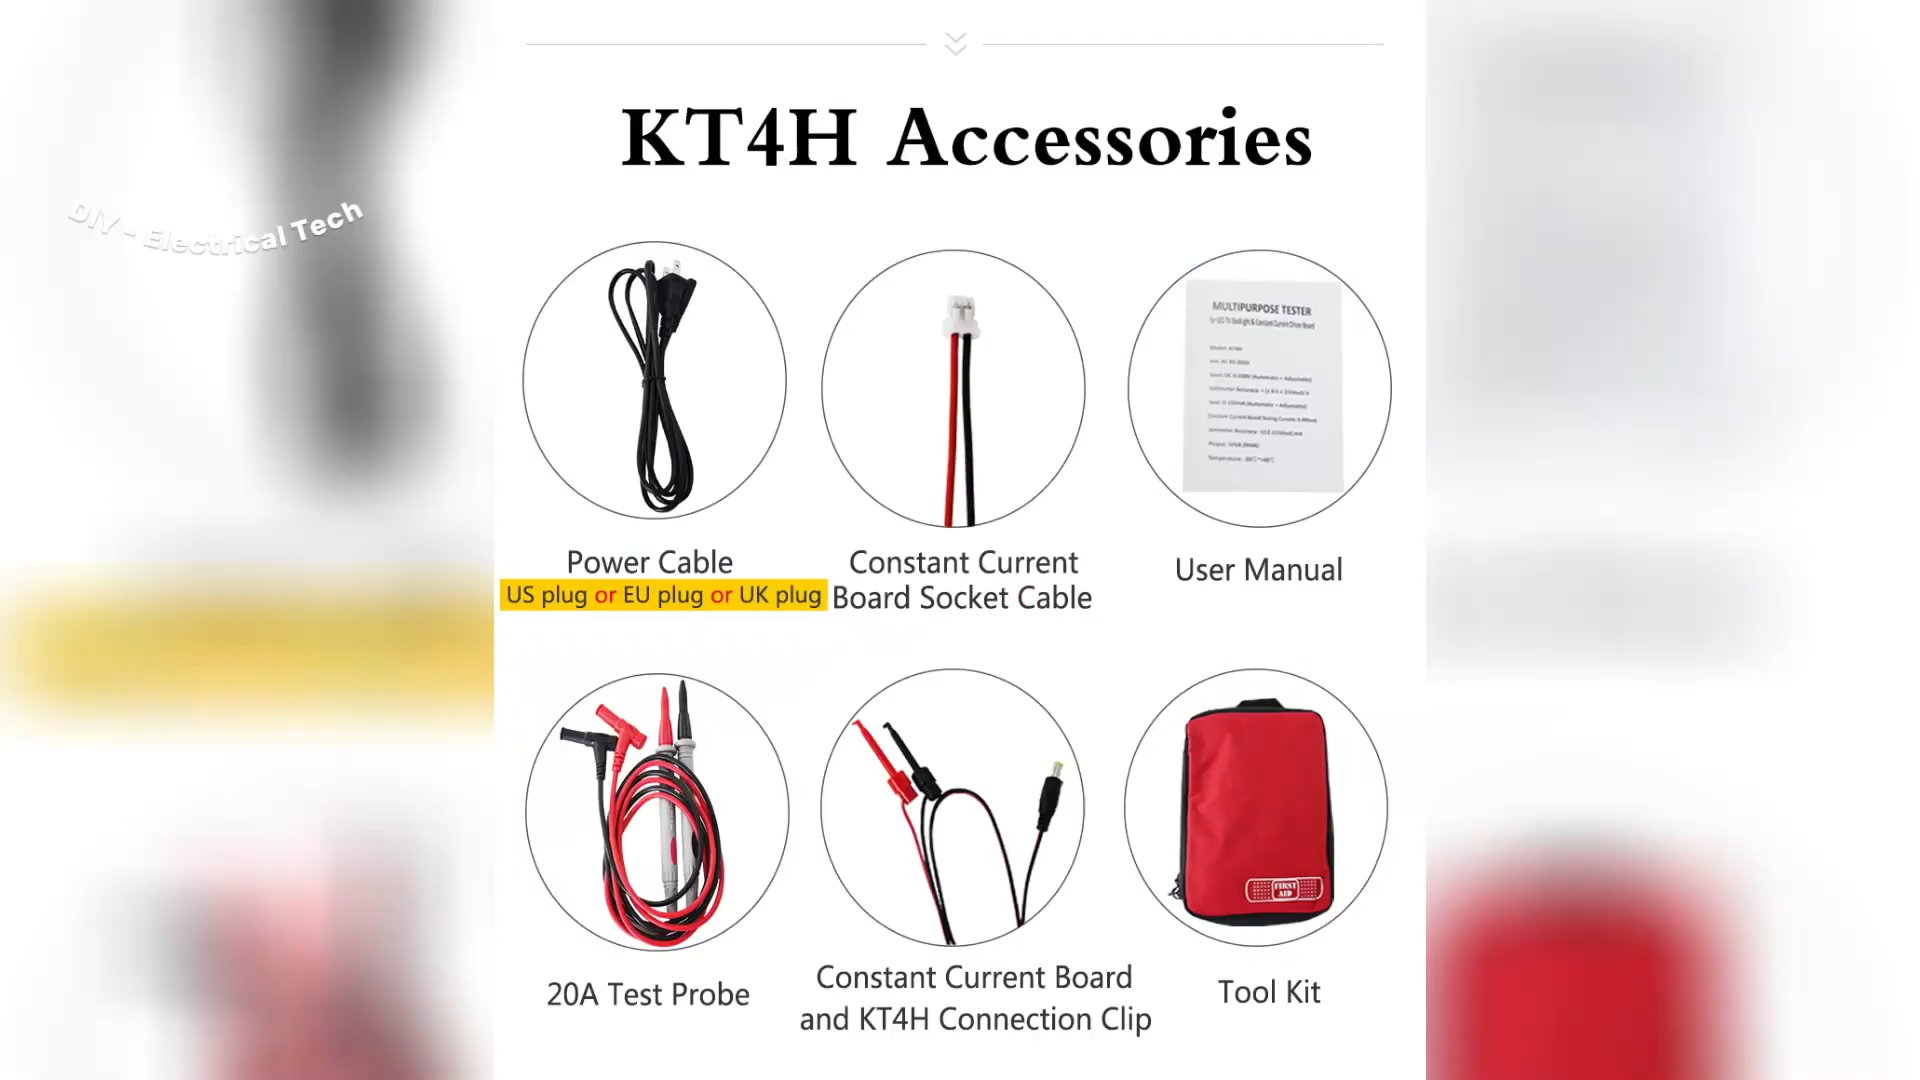 KT4H Accessories
DIY - Electrical Tech
MULTIPURPOSE TESTER
Power Cable
US plug or EU plug or UK plug
Constant Current
Board Socket Cable
User Manual
FIRST
AID
20A Test Probe
Constant Current Board
and KT4H Connection Clip
Tool Kit